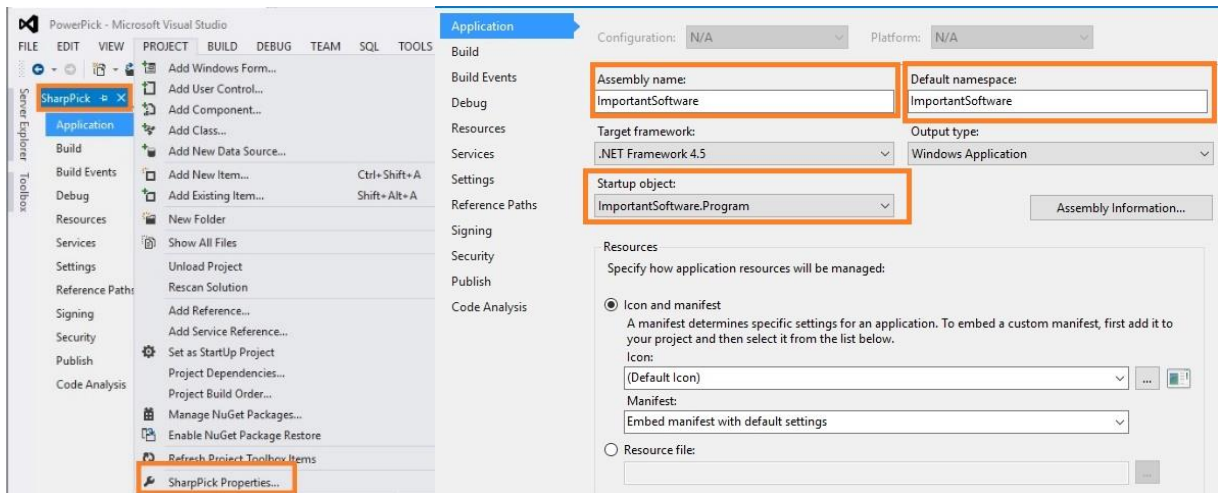 PowerPick - Microsoft Visual Studio
FILE EDIT VIEW PROJECT BUILD DEBUG TEAM SQL TOOLS
Server Explorer
Toolbox
SharpPick
Application
Build
Build Events
Debug
Resources
Services
Settings
Reference Paths
Signing
Security
Publish
Code Analysis
Add Windows Form...
Add User Control...
Add Component...
Add Class...
Add New Data Source...
Add New Item... Ctrl+Shift+A
Add Existing Item... Shift+Alt+A
New Folder
Show All Files
Unload Project
Rescan Solution
Add Reference...
Add Service Reference...
Set as StartUp Project
Project Dependencies...
Project Build Order...
Manage NuGet Packages...
Enable NuGet Package Restore
Refresh Project Toolbox Items
SharpPick Properties...
Application
Build
Build Events
Debug
Resources
Services
Settings
Reference Paths
Signing
Security
Publish
Code Analysis
Configuration: N/A Platform: N/A
Assembly name: Default namespace:
ImportantSoftware ImportantSoftware
Target framework: Output type:
.NET Framework 4.5 Windows Application
Startup object:
ImportantSoftware.Program Assembly Information...
Resources
Specify how application resources will be managed:
Icon and manifest
A manifest determines specific settings for an application. To embed a custom manifest, first add it to
your project and then select it from the list below.
Icon:
(Default Icon) ...
Manifest:
Embed manifest with default settings
Resource file:
...